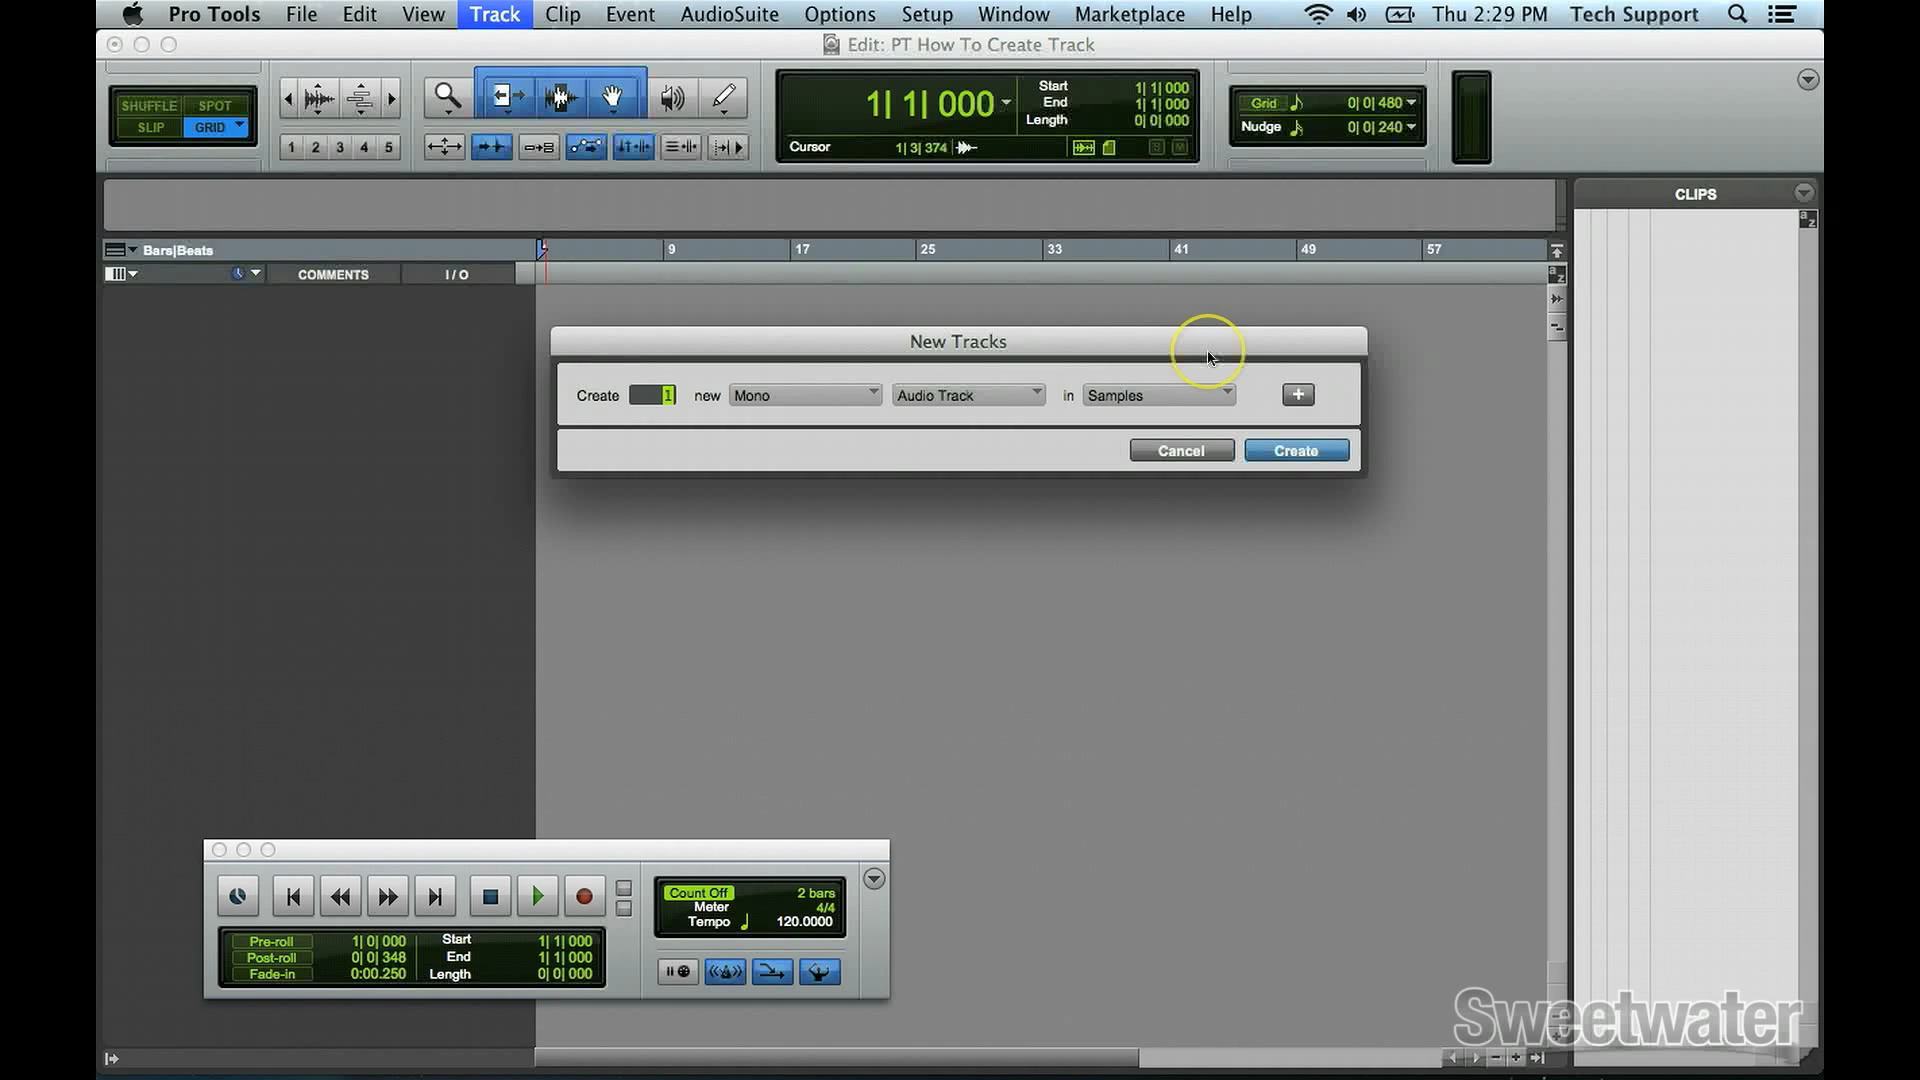 Pro Tools File Edit View Track Clip Event AudioSuite Options Setup Window Marketplace Help Thu 2:29 PM Tech Support
Edit: PT How To Create Track
SHUFFLE SPOT
SLIP GRID
1 2 3 4 5
1| 1| 000
Start 1| 1| 000
End 1| 1| 000
Length 0| 0| 000
Cursor 1| 3| 374
S M
Grid 0| 0| 480
Nudge 0| 0| 240
CLIPS
a z
Bars|Beats
9 17 25 33 41 49 57
COMMENTS I / O
a z
New Tracks
Create 1 new Mono Audio Track in Samples +
Cancel Create
Count Off 2 bars
Meter 4/4
Tempo 120.0000
Pre-roll 1| 0| 000 Start 1| 1| 000
Post-roll 0| 0| 348 End 1| 1| 000
Fade-in 0:00.250 Length 0| 0| 000
Sweetwater